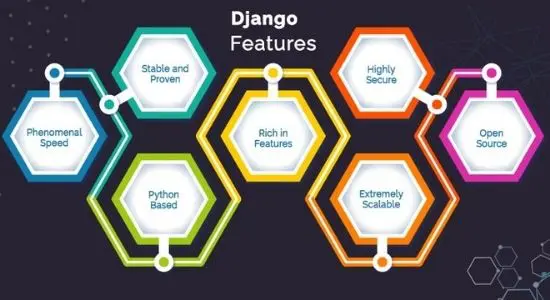 Django
Features
Phenomenal
Speed
Stable and
Proven
Python
Based
Rich in
Features
Highly
Secure
Extremely
Scalable
Open
Source